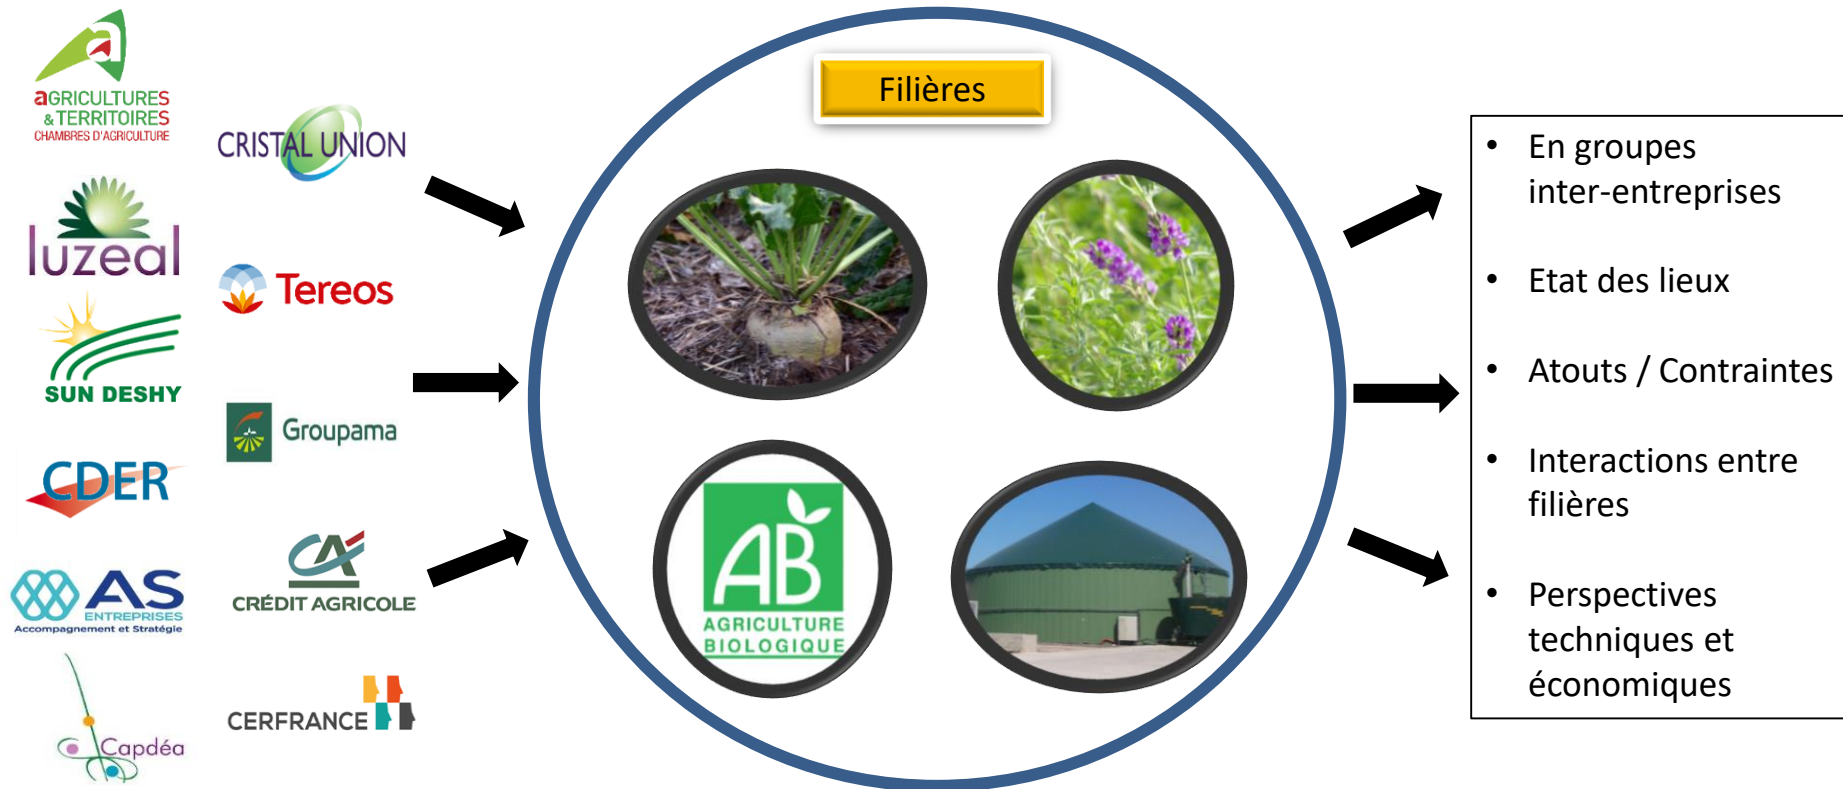 aGRICULTURES
& TERRITOIRES
CHAMBRES D'AGRICULTURE
luzeal
SUN DESHY
CDER
AS
ENTREPRISES
Accompagnement et Stratégie
Capdéa
CRISTAL UNION
Tereos
Groupama
CRÉDIT AGRICOLE
CERFRANCE
Filières
AB
AGRICULTURE
BIOLOGIQUE
• En groupes
inter-entreprises
• Etat des lieux
• Atouts / Contraintes
• Interactions entre
filières
• Perspectives
techniques et
économiques